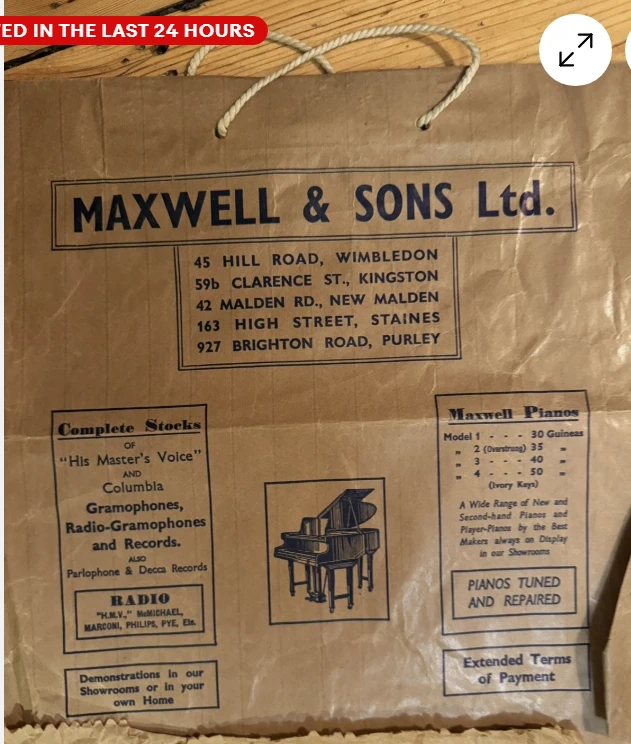 TED IN THE LAST 24 HOURS
MAXWELL & SONS Ltd.
45 HILL ROAD, WIMBLEDON
59b CLARENCE ST., KINGSTON
42 MALDEN RD., NEW MALDEN
163 HIGH STREET, STAINES
927 BRIGHTON ROAD, PURLEY
Complete Stocks
OF
"His Master's Voice"
AND
Columbia
Gramophones,
Radio-Gramophones
and Records.
ALSO
Parlophone & Decca Records
RADIO
"H.M.V.," McMICHAEL,
MARCONI, PHILIPS, PYE, Etc.
Demonstrations in our
Showrooms or in your
own Home
Maxwell Pianos
Model 1 - - - 30 Guineas
„ 2 (Overstrung) 35 „
„ 3 - - - 40 „
„ 4 - - - 50 „
(Ivory Keys)
A Wide Range of New and
Second-hand Pianos and
Player-Pianos by the Best
Makers always on Display
in our Showrooms
PIANOS TUNED
AND REPAIRED
Extended Terms
of Payment